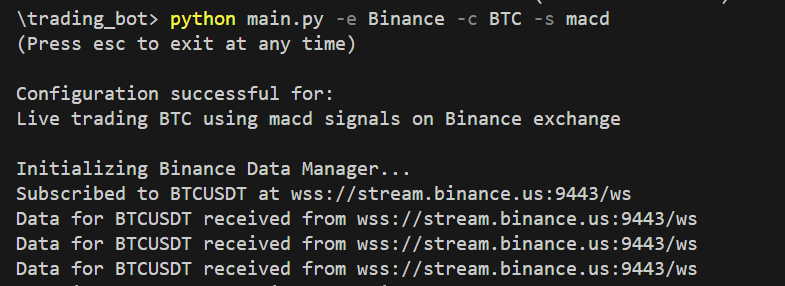 \trading_bot> python main.py -e Binance -c BTC -s macd
(Press esc to exit at any time)
Configuration successful for:
Live trading BTC using macd signals on Binance exchange
Initializing Binance Data Manager...
Subscribed to BTCUSDT at wss://stream.binance.us:9443/ws
Data for BTCUSDT received from wss://stream.binance.us:9443/ws
Data for BTCUSDT received from wss://stream.binance.us:9443/ws
Data for BTCUSDT received from wss://stream.binance.us:9443/ws